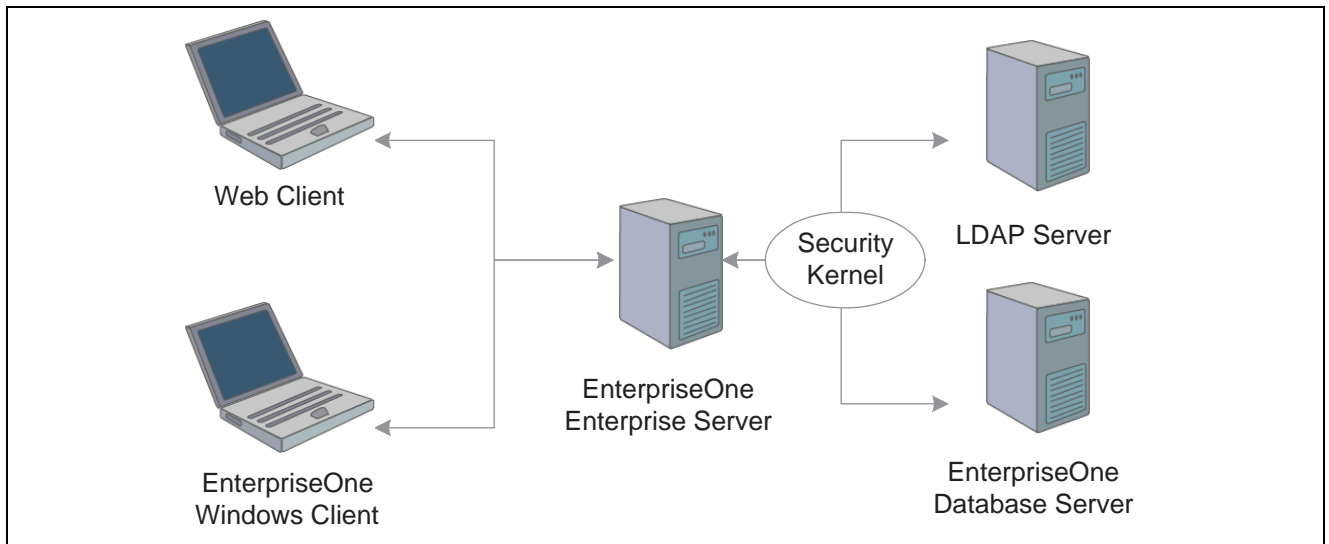 Web Client
EnterpriseOne
Windows Client
EnterpriseOne
Enterprise Server
Security
Kernel
LDAP Server
EnterpriseOne
Database Server